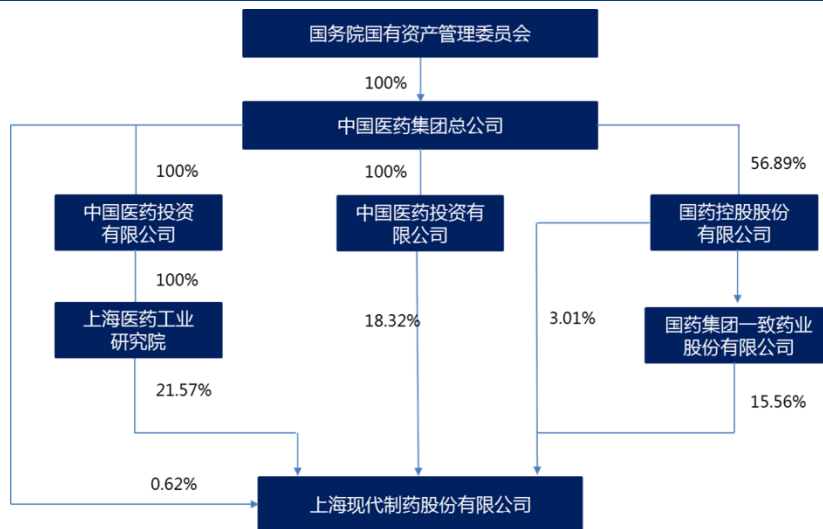 国务院国有资产管理委员会
100%
中国医药集团总公司
100%
100%
56.89%
中国医药投资
有限公司
中国医药投资有
限公司
国药控股股份
有限公司
100%
18.32%
3.01%
上海医药工业
研究院
国药集团一致药业
股份有限公司
21.57%
15.56%
0.62%
上海现代制药股份有限公司